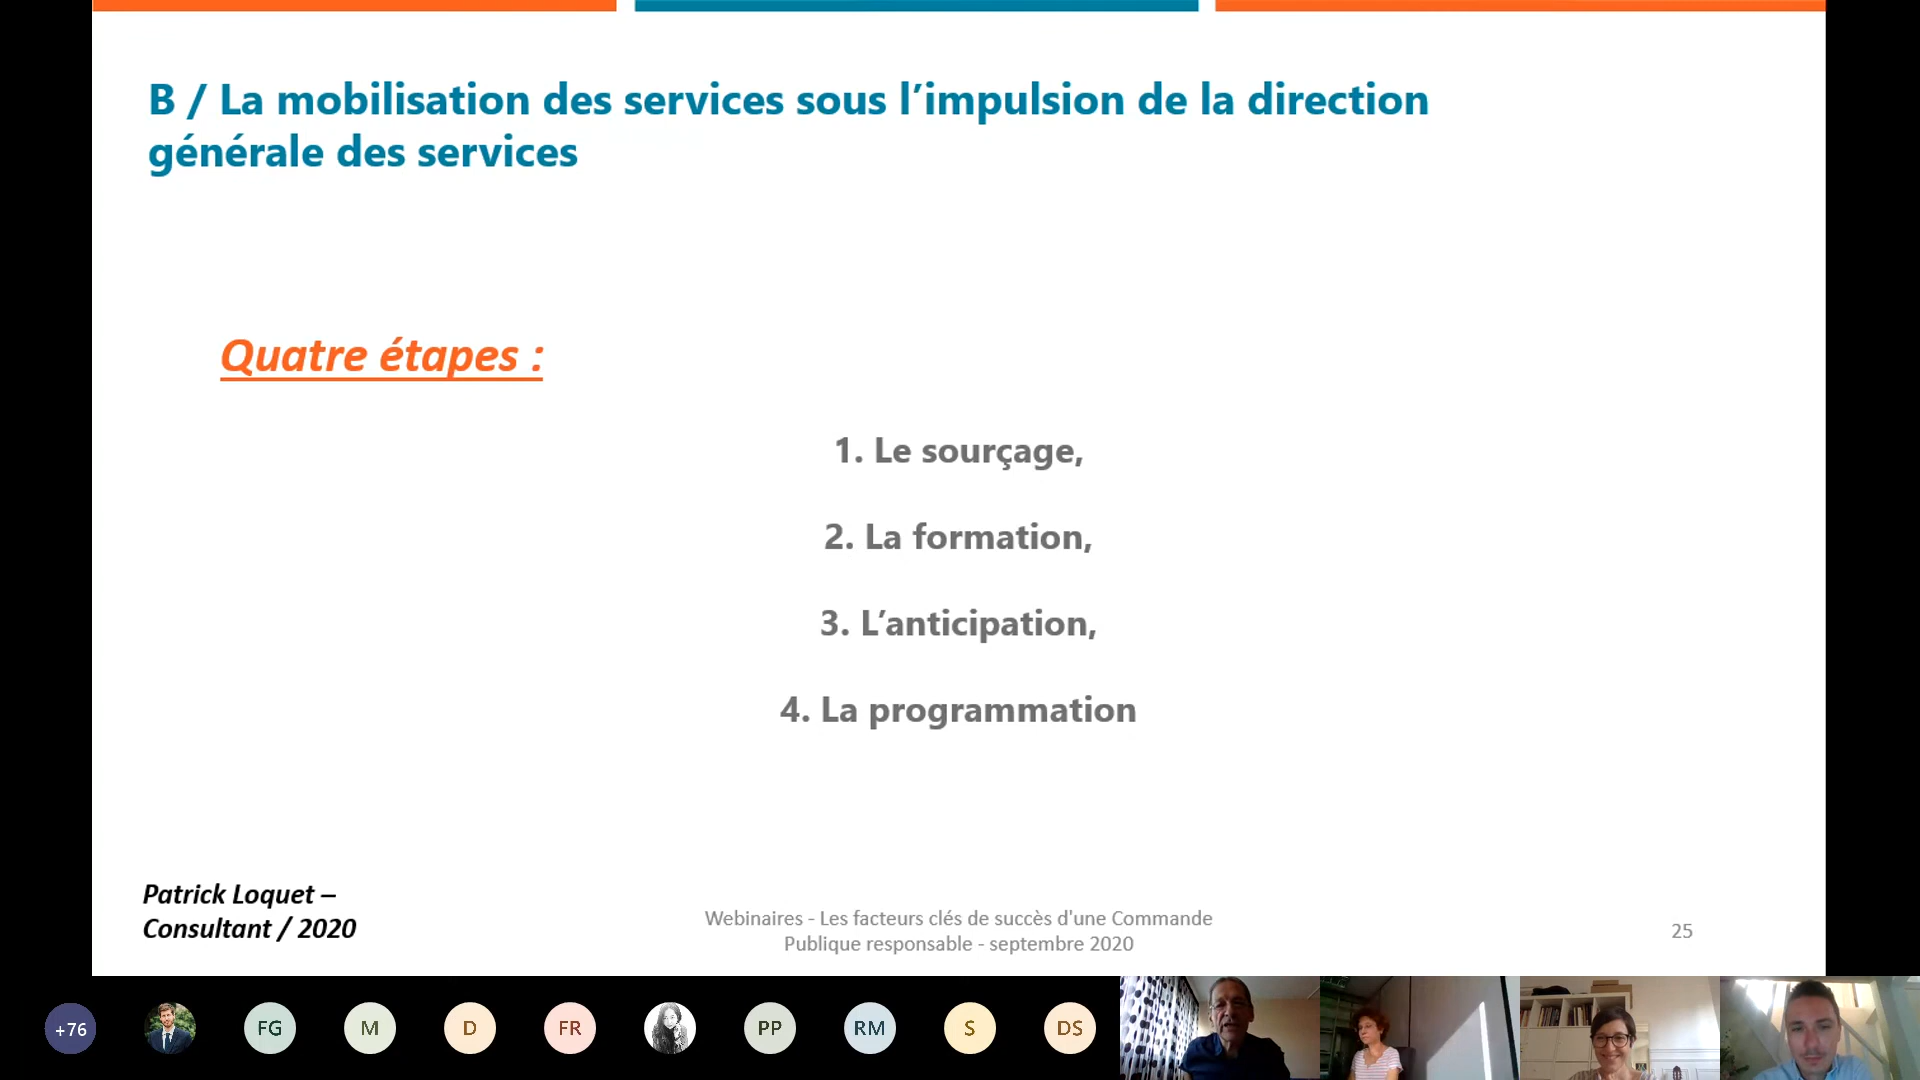 B / La mobilisation des services sous l’impulsion de la direction
générale des services
Quatre étapes :
1. Le sourçage,
2. La formation,
3. L’anticipation,
4. La programmation
Patrick Loquet –
Consultant / 2020
Webinaires - Les facteurs clés de succès d'une Commande
Publique responsable - septembre 2020
25
+76
FG
M
D
FR
PP
RM
S
DS